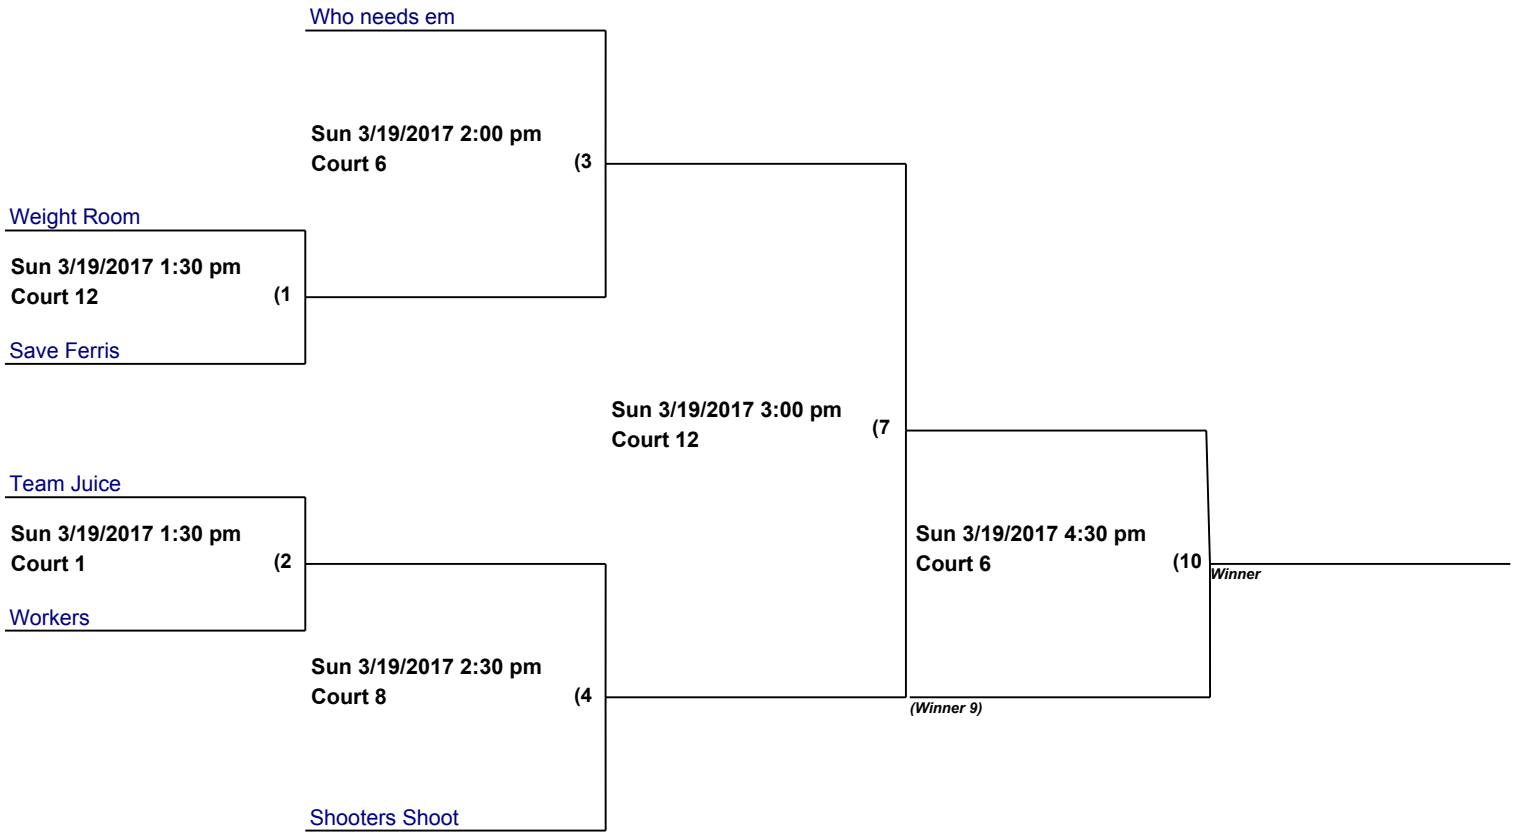 Who needs em
Sun 3/19/2017 2:00 pm
Court 6 (3
Weight Room
Sun 3/19/2017 1:30 pm
Court 12 (1
Save Ferris
Sun 3/19/2017 3:00 pm
Court 12 (7
Team Juice
Sun 3/19/2017 1:30 pm
Court 1 (2
Workers
Sun 3/19/2017 4:30 pm
Court 6 (10
Winner
Sun 3/19/2017 2:30 pm
Court 8 (4
(Winner 9)
Shooters Shoot